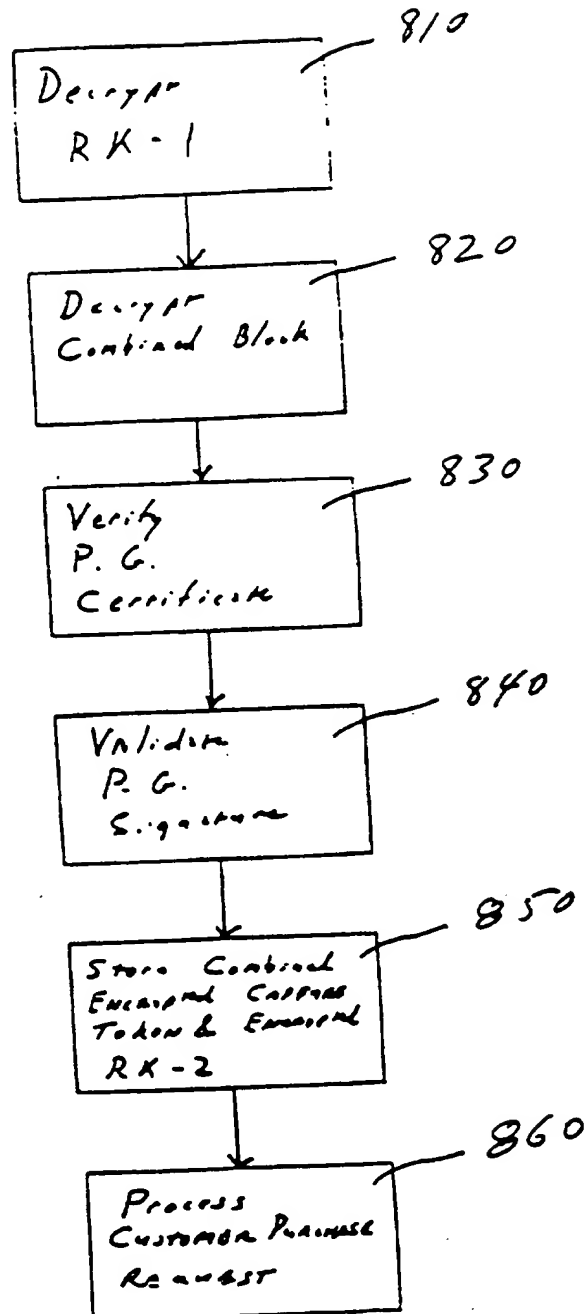 810
Decrypt
RK-1
820
Decrypt
Combined Block
830
Verify
P. G.
Certificate
840
Validate
P. G.
Signature
850
Store Combined
Encrypted Capture
Token & Encrypted
RK-2
860
Process
Customer Purchase
Request